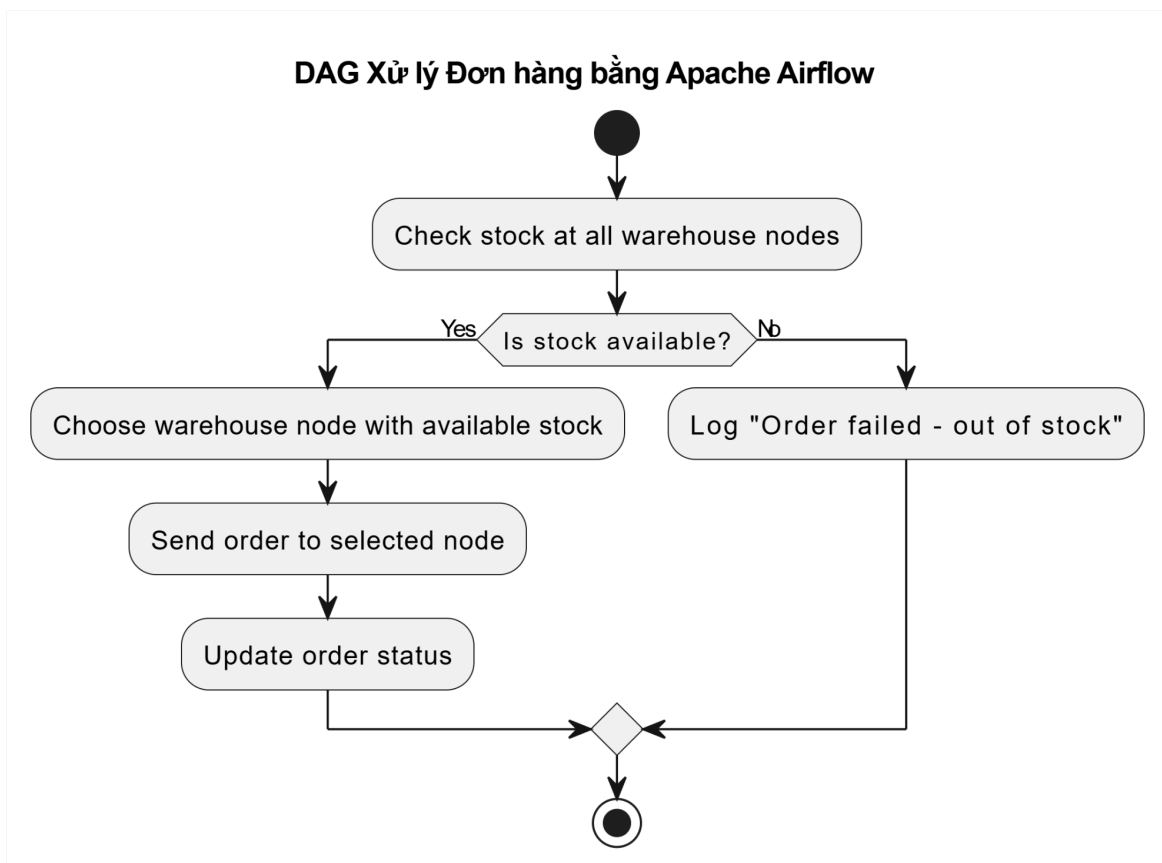 DAG Xử lý Đơn hàng bằng Apache Airflow
Check stock at all warehouse nodes
Yes
Is stock available?
No
Choose warehouse node with available stock
Log "Order failed - out of stock"
Send order to selected node
Update order status